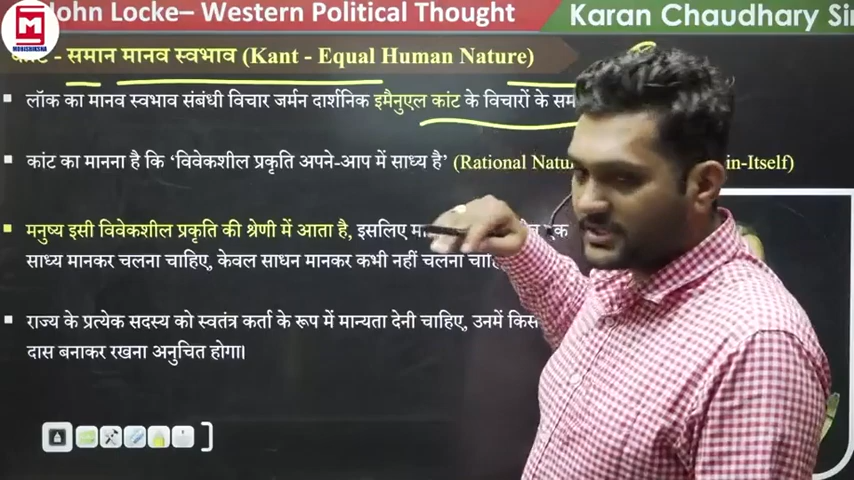 John Locke– Western Political Thought
Karan Chaudhary Si
MORISHIKSHA
- समान मानव स्वभाव (Kant - Equal Human Nature)
लॉक का मानव स्वभाव संबंधी विचार जर्मन दार्शनिक इमैनुएल कांट के विचारों के सम
कांट का मानना है कि ‘विवेकशील प्रकृति अपने-आप में साध्य है’ (Rational Natu in-Itself)
मनुष्य इसी विवेकशील प्रकृति की श्रेणी में आता है, इसलिए
साध्य मानकर चलना चाहिए, केवल साधन मानकर कभी नहीं चलना
राज्य के प्रत्येक सदस्य को स्वतंत्र कर्ता के रूप में मान्यता देनी चाहिए, उनमें किस
दास बनाकर रखना अनुचित होगा।